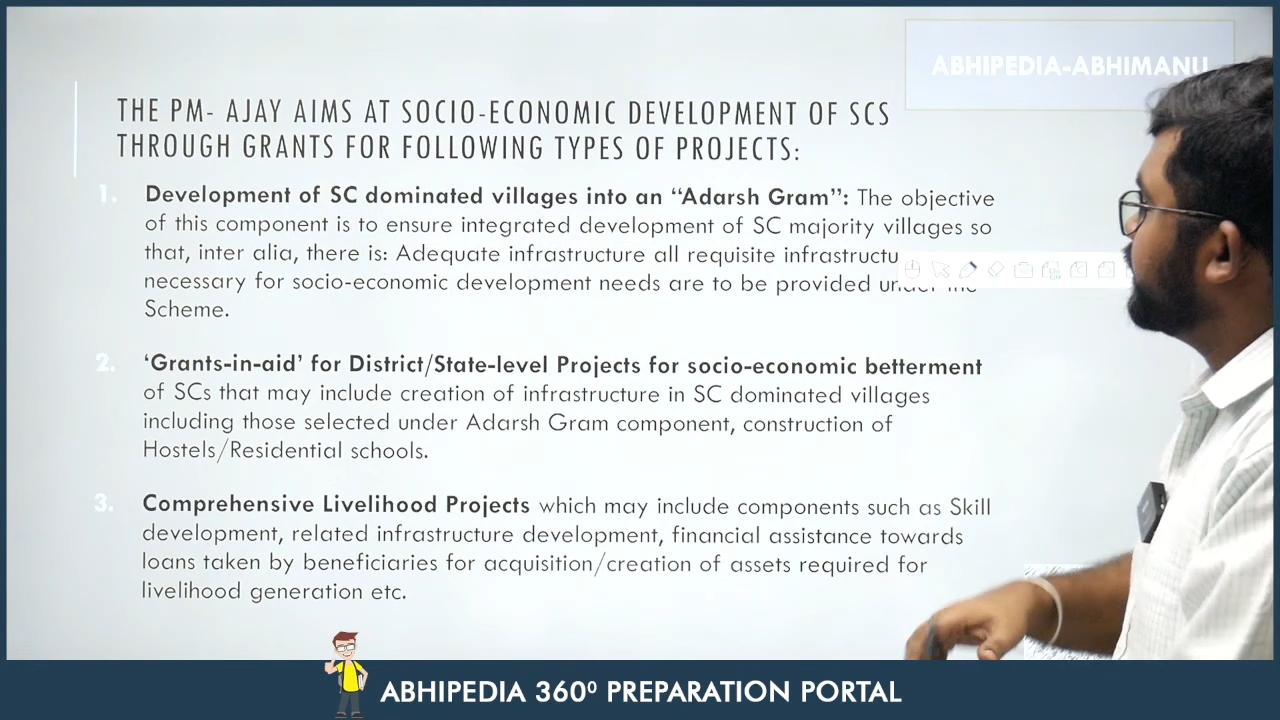 ABHIPEDIA-ABHIMANU
THE PM- AJAY AIMS AT SOCIO-ECONOMIC DEVELOPMENT OF SCS
THROUGH GRANTS FOR FOLLOWING TYPES OF PROJECTS:
1. Development of SC dominated villages into an “Adarsh Gram”: The objective
of this component is to ensure integrated development of SC majority villages so
that, inter alia, there is: Adequate infrastructure all requisite
necessary for socio-economic development needs are to be provided under the
Scheme.
2. ‘Grants-in-aid’ for District/State-level Projects for socio-economic betterment
of SCs that may include creation of infrastructure in SC dominated villages
including those selected under Adarsh Gram component, construction of
Hostels/Residential schools.
3. Comprehensive Livelihood Projects which may include components such as Skill
development, related infrastructure development, financial assistance towards
loans taken by beneficiaries for acquisition/creation of assets required for
livelihood generation etc.
ABHIPEDIA 360º PREPARATION PORTAL